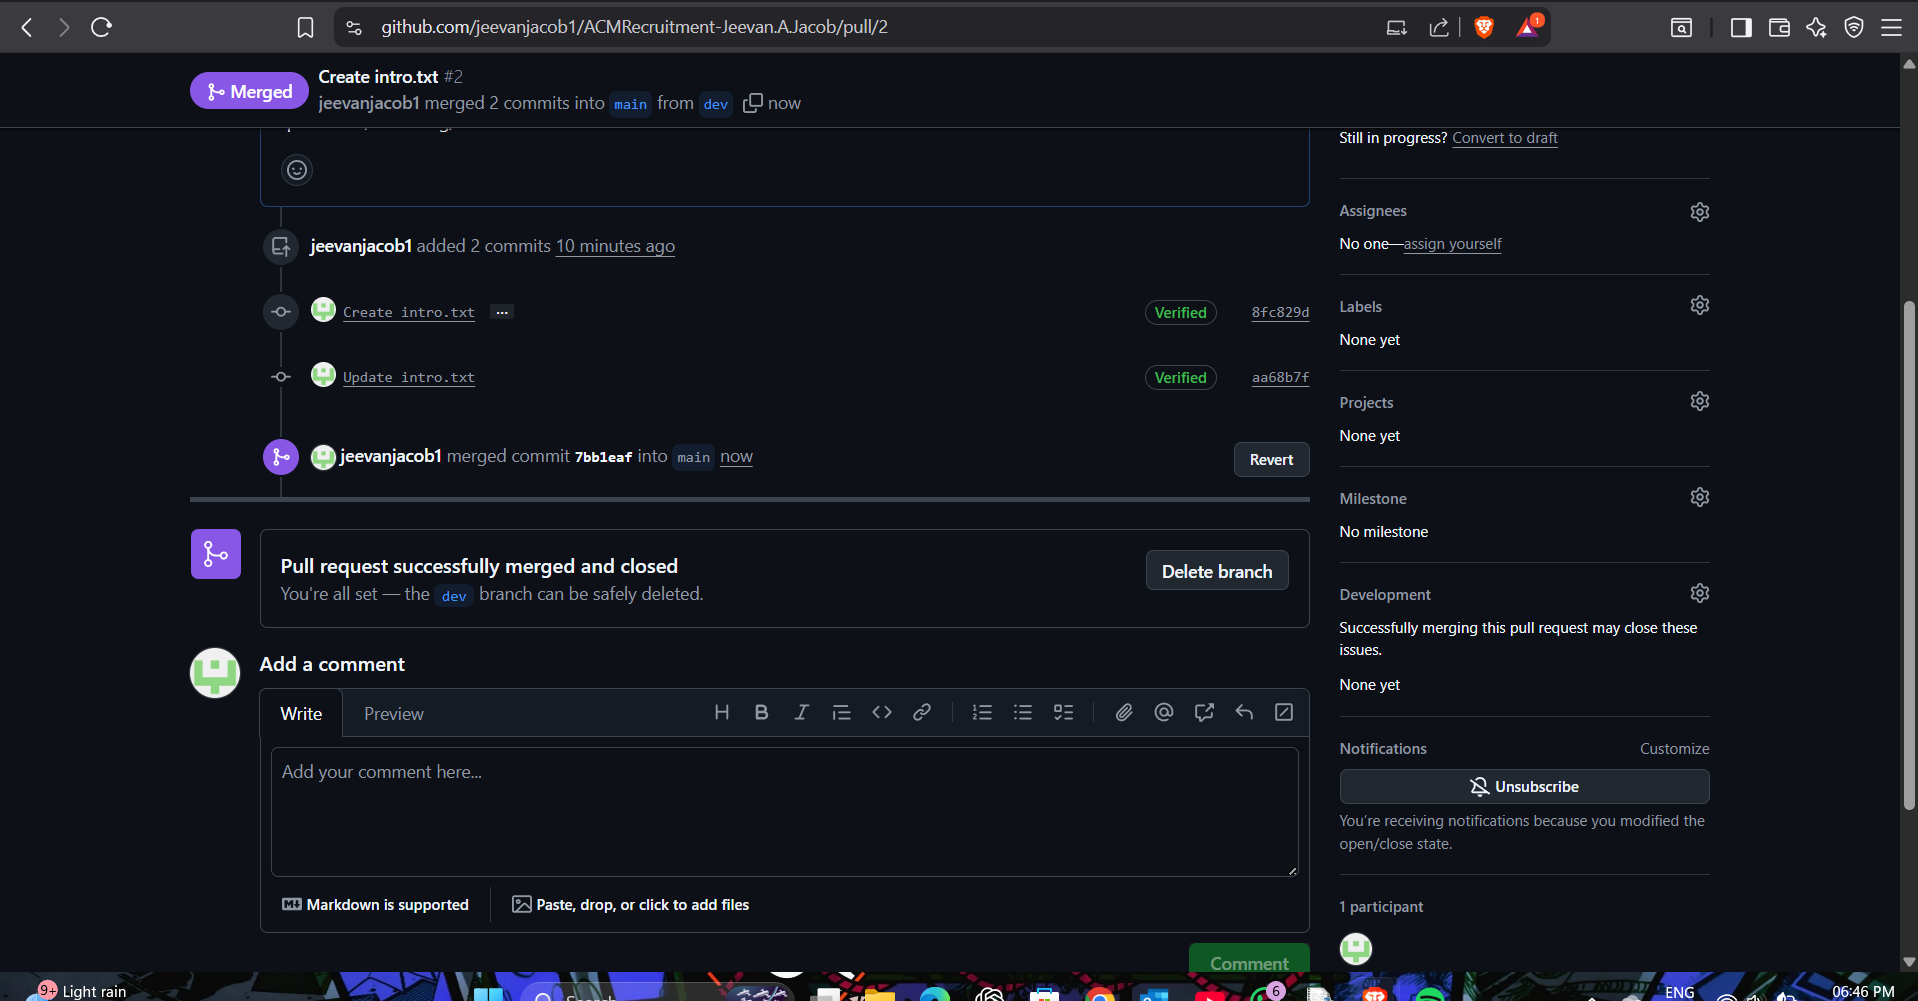 github.com/jeevanjacob1/ACMRecruitment-Jeevan.A.Jacob/pull/2
1
Merged
Create intro.txt #2
jeevanjacob1 merged 2 commits into main from dev now
Still in progress? Convert to draft
jeevanjacob1 added 2 commits 10 minutes ago
Create intro.txt ...
Verified 8fc829d
Update intro.txt
Verified aa68b7f
jeevanjacob1 merged commit 7bb1eaf into main now
Revert
Pull request successfully merged and closed
You're all set — the dev branch can be safely deleted.
Delete branch
Add a comment
Write Preview
Add your comment here...
Markdown is supported
Paste, drop, or click to add files
Comment
Assignees
No one—assign yourself
Labels
None yet
Projects
None yet
Milestone
No milestone
Development
Successfully merging this pull request may close these
issues.
None yet
Notifications Customize
Unsubscribe
You're receiving notifications because you modified the
open/close state.
1 participant
9+ Light rain
Search
6
ENG
06:46 PM